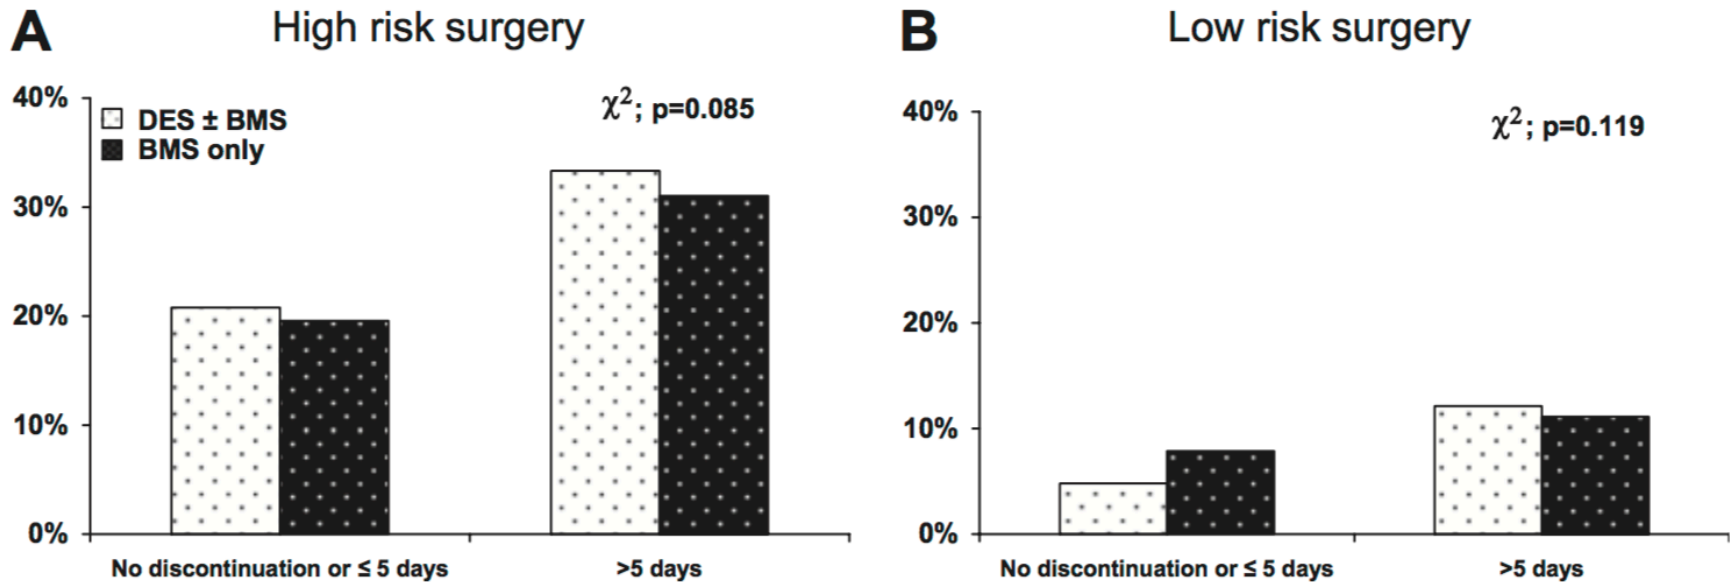 A High risk surgery
40%
30%
20%
10%
0%
DES ± BMS
BMS only
χ²; p=0.085
No discontinuation or ≤ 5 days
>5 days
B Low risk surgery
40%
30%
20%
10%
0%
χ²; p=0.119
No discontinuation or ≤ 5 days
>5 days